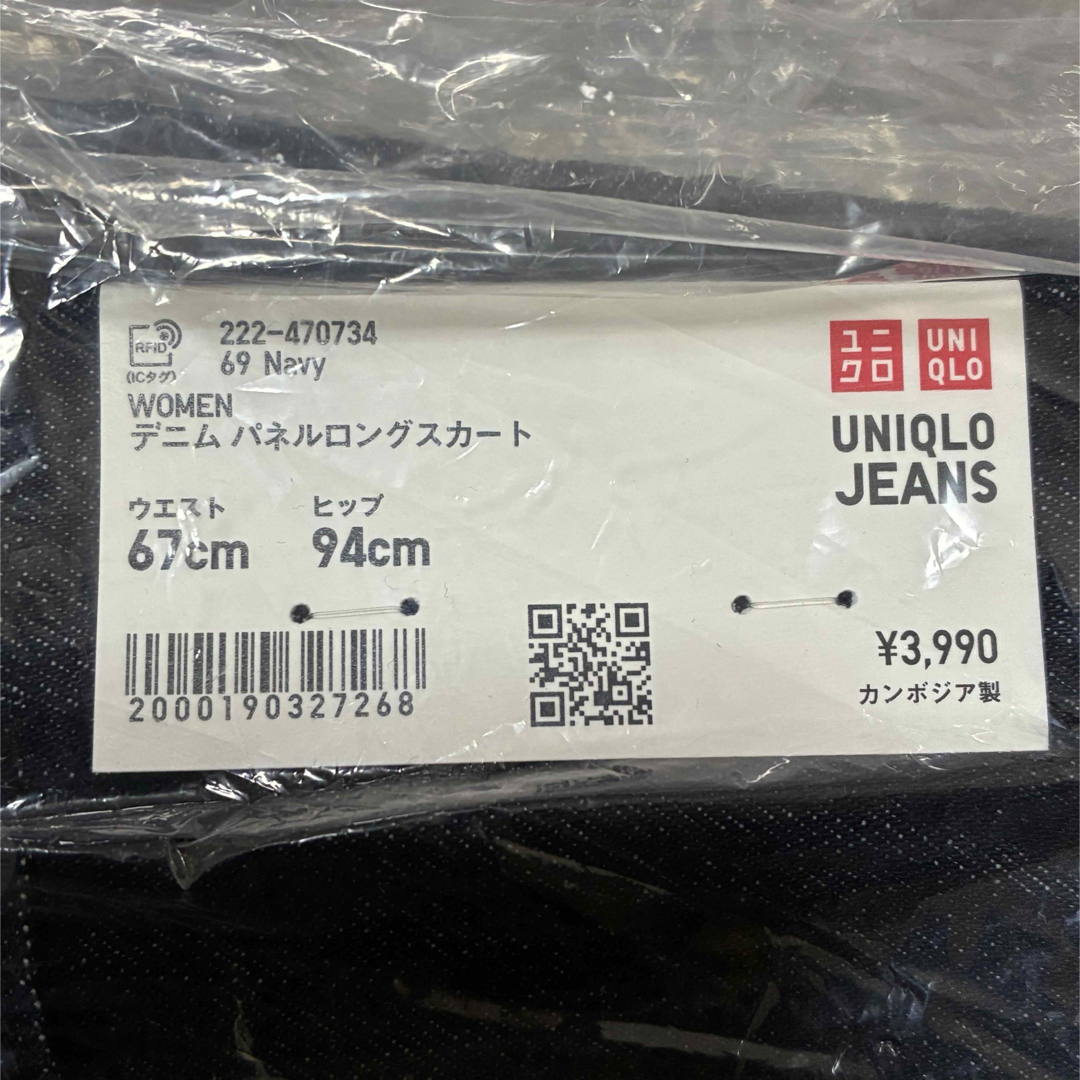 RFID
(ICタグ)
222-470734
69 Navy
WOMEN
デニム パネルロングスカート
ウエスト ヒップ
67cm 94cm
2000190327268
ユニ
クロ
UNI
QLO
UNIQLO
JEANS
¥3,990
カンボジア製